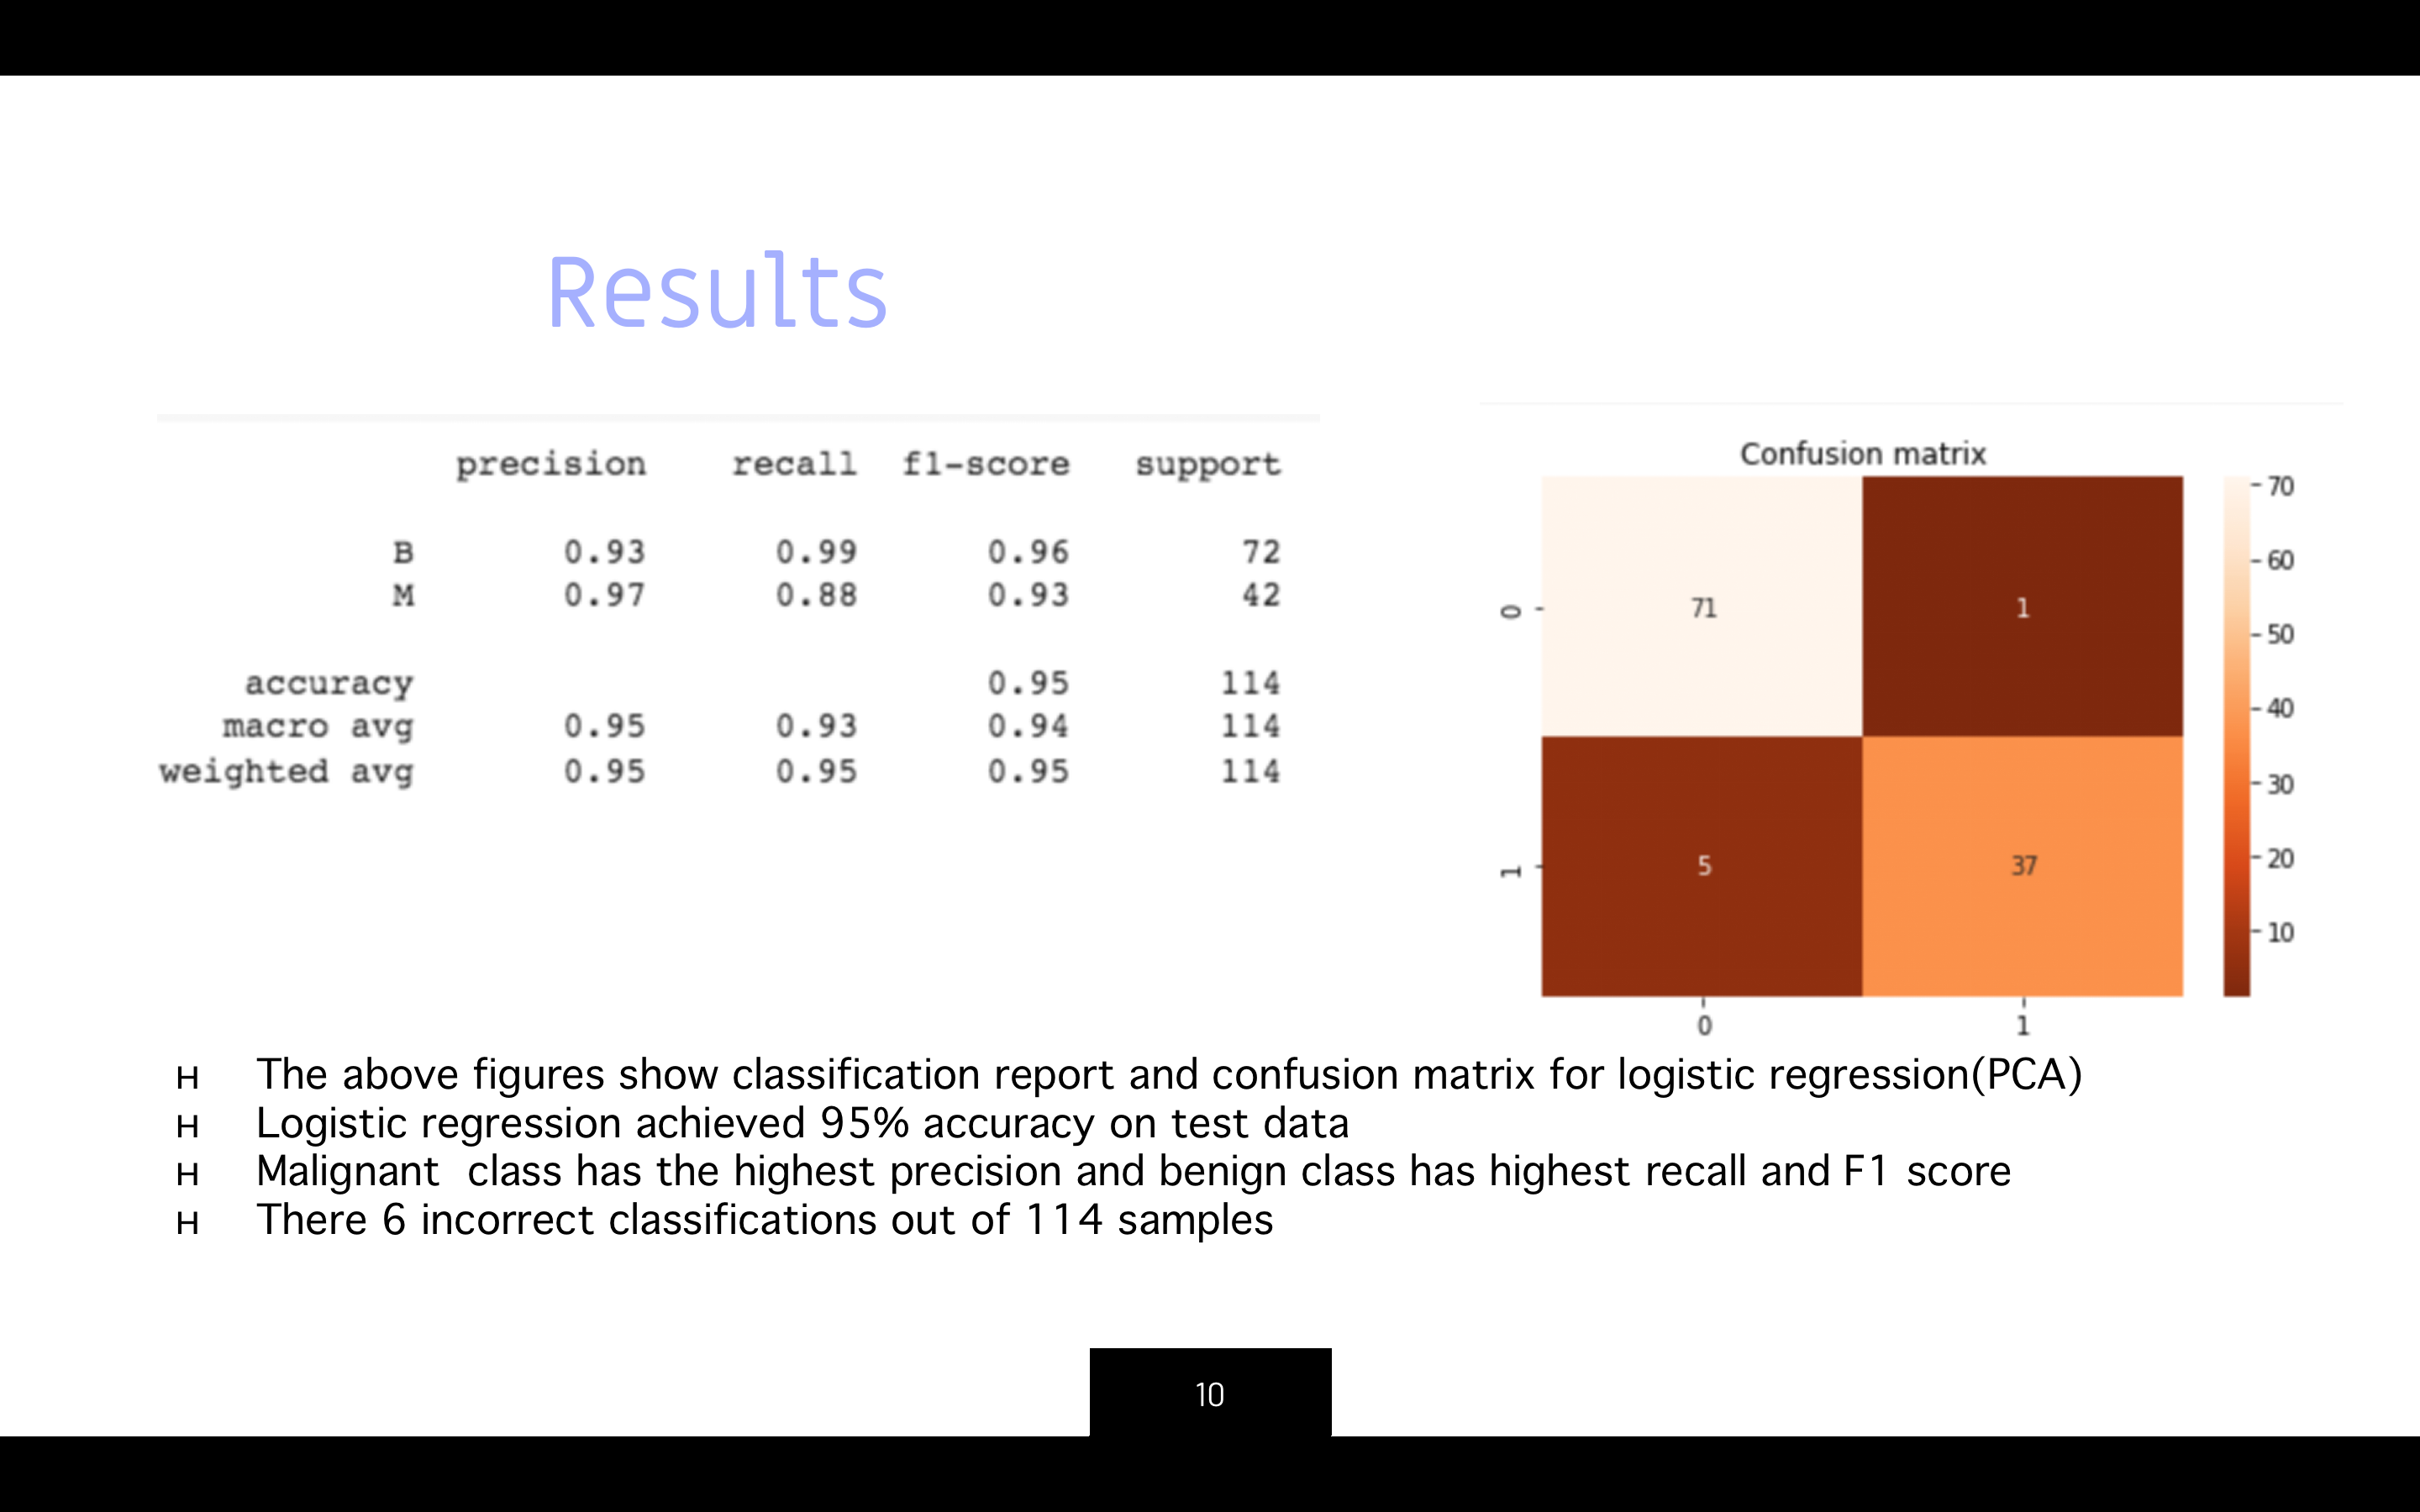 Results
precision recall f1-score support
B 0.93 0.99 0.96 72
M 0.97 0.88 0.93 42
accuracy 0.95 114
macro avg 0.95 0.93 0.94 114
weighted avg 0.95 0.95 0.95 114
Confusion matrix
0 71 1
1 5 37
0 1
70
60
50
40
30
20
10
H The above figures show classification report and confusion matrix for logistic regression(PCA)
H Logistic regression achieved 95% accuracy on test data
H Malignant  class has the highest precision and benign class has highest recall and F1 score
H There 6 incorrect classifications out of 114 samples
10